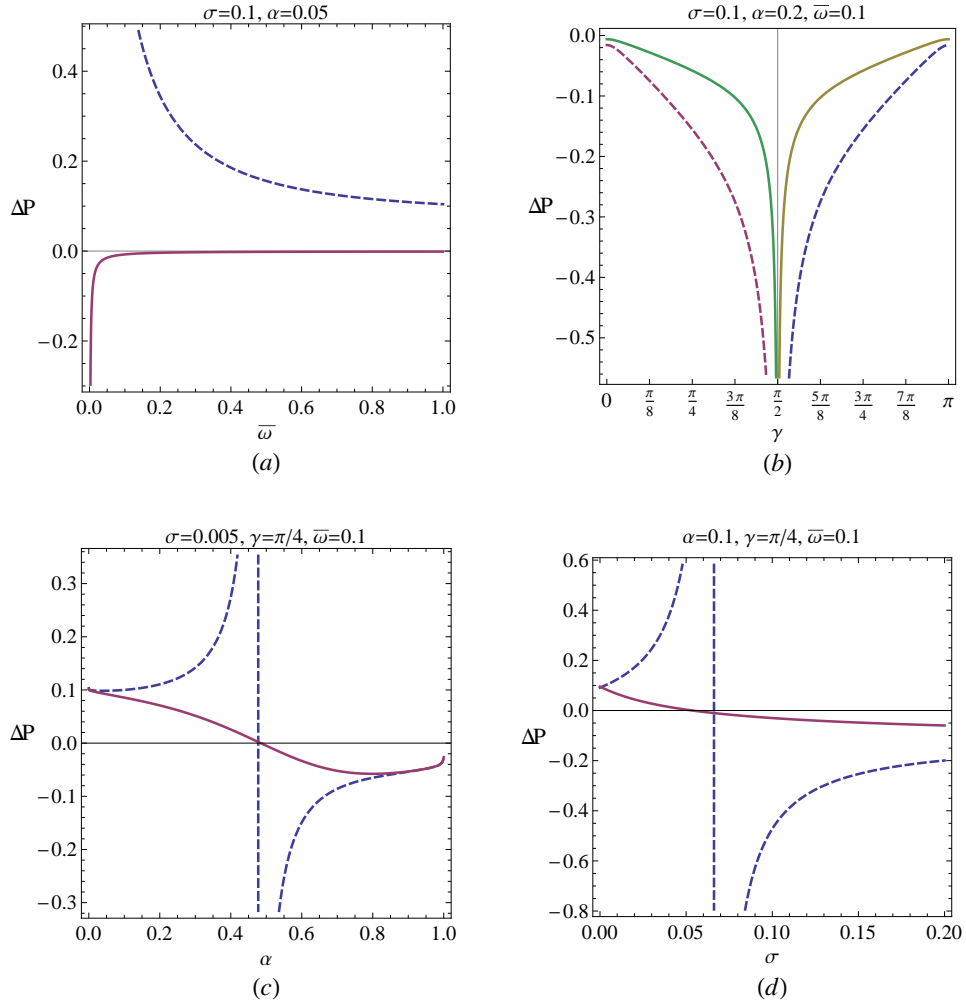 σ=0.1, α=0.05
0.4
0.2
0.0
−0.2
ΔP
0.0 0.2 0.4 0.6 0.8 1.0
ω̅
(a)
σ=0.1, α=0.2, ω̅=0.1
0.0
−0.1
−0.2
−0.3
−0.4
−0.5
ΔP
0 π/8 π/4 3π/8 π/2 5π/8 3π/4 7π/8 π
γ
(b)
σ=0.005, γ=π/4, ω̅=0.1
0.3
0.2
0.1
0.0
−0.1
−0.2
−0.3
ΔP
0.0 0.2 0.4 0.6 0.8 1.0
α
(c)
α=0.1, γ=π/4, ω̅=0.1
0.6
0.4
0.2
0.0
−0.2
−0.4
−0.6
−0.8
ΔP
0.00 0.05 0.10 0.15 0.20
σ
(d)